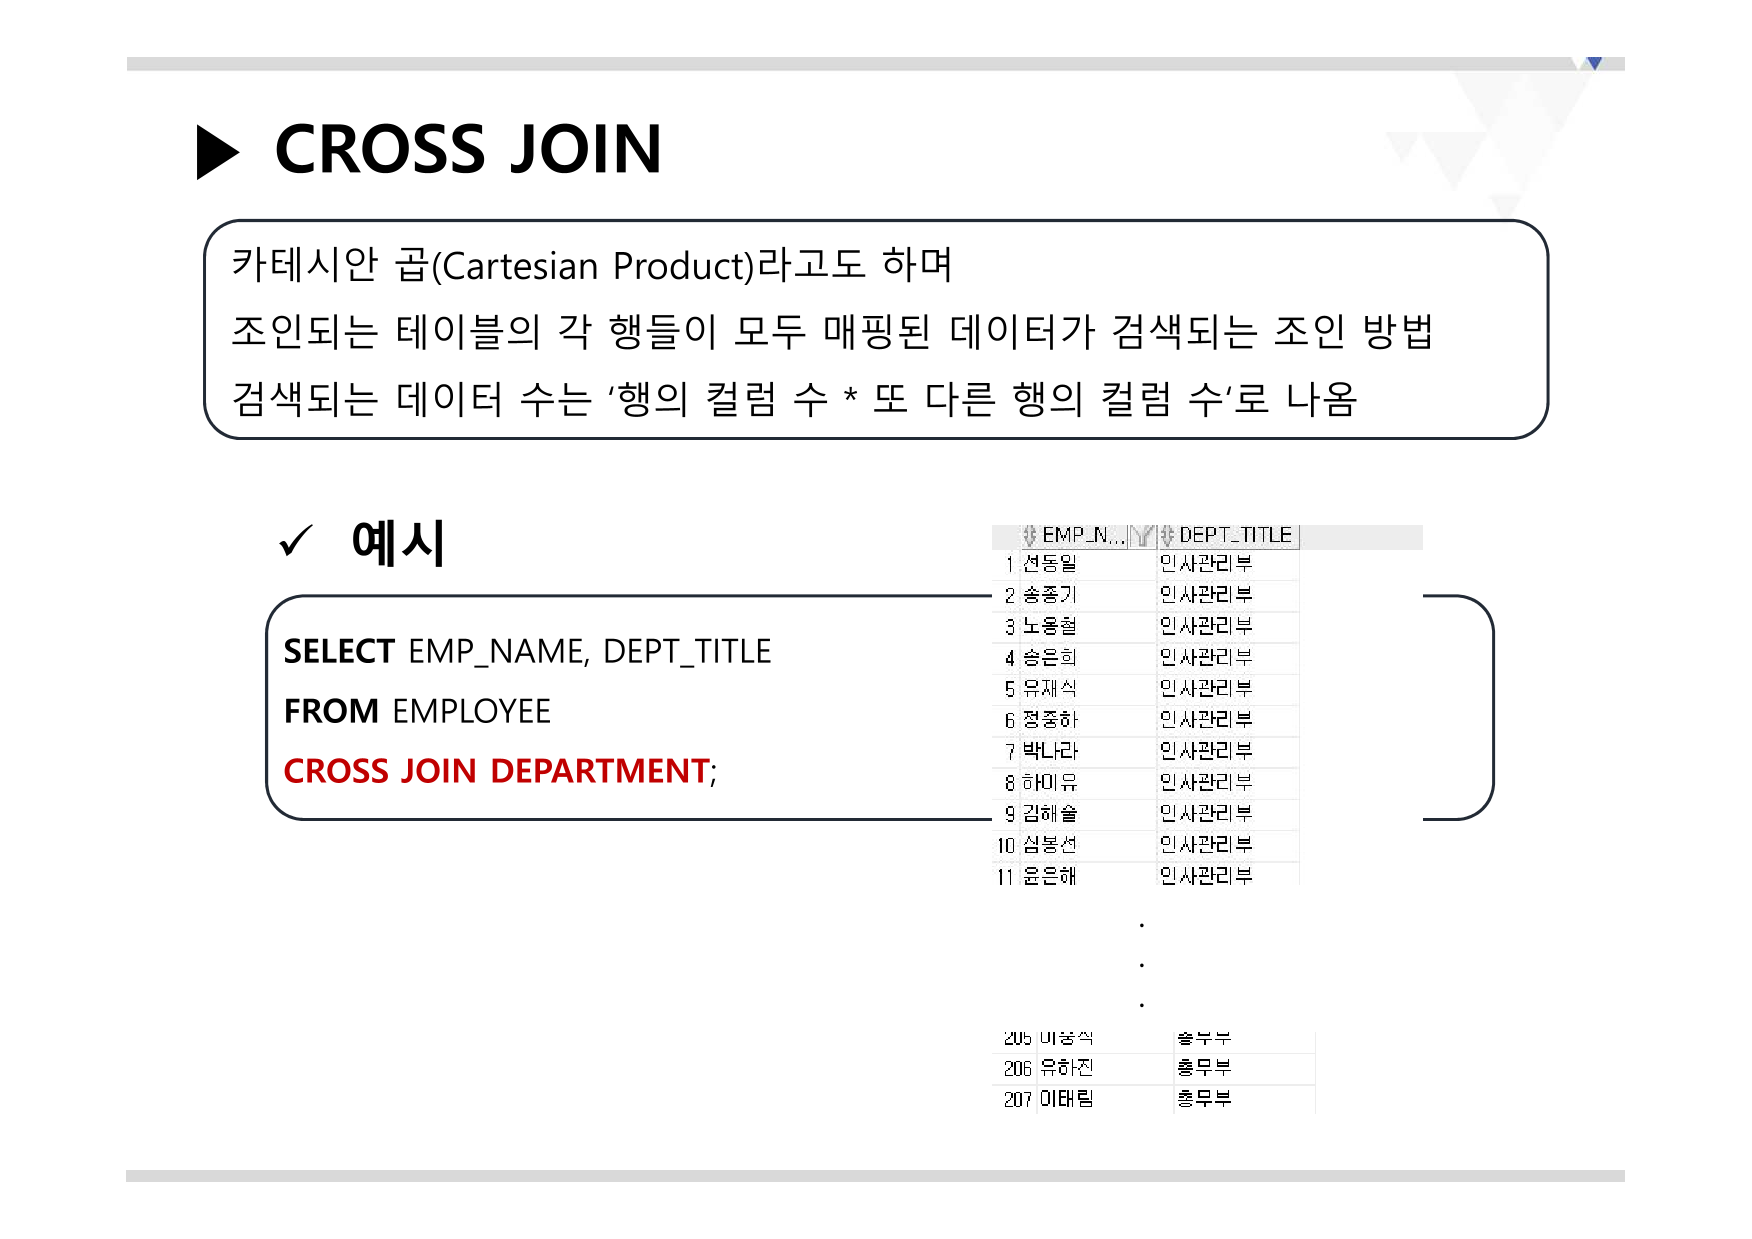 ▶ CROSS JOIN
카테시안 곱(Cartesian Product)라고도 하며
조인되는 테이블의 각 행들이 모두 매핑된 데이터가 검색되는 조인 방법
검색되는 데이터 수는 ‘행의 컬럼 수 * 또 다른 행의 컬럼 수‘로 나옴
✓ 예시
SELECT EMP_NAME, DEPT_TITLE
FROM EMPLOYEE
CROSS JOIN DEPARTMENT;
EMP_N... DEPT_TITLE
1 선동일 인사관리부
2 송종기 인사관리부
3 노옹철 인사관리부
4 송은희 인사관리부
5 유재식 인사관리부
6 정중하 인사관리부
7 박나라 인사관리부
8 하이유 인사관리부
9 김해술 인사관리부
10 심봉선 인사관리부
11 윤은해 인사관리부
.
.
.
205 이중석 총무부
206 유하진 총무부
207 이태림 총무부